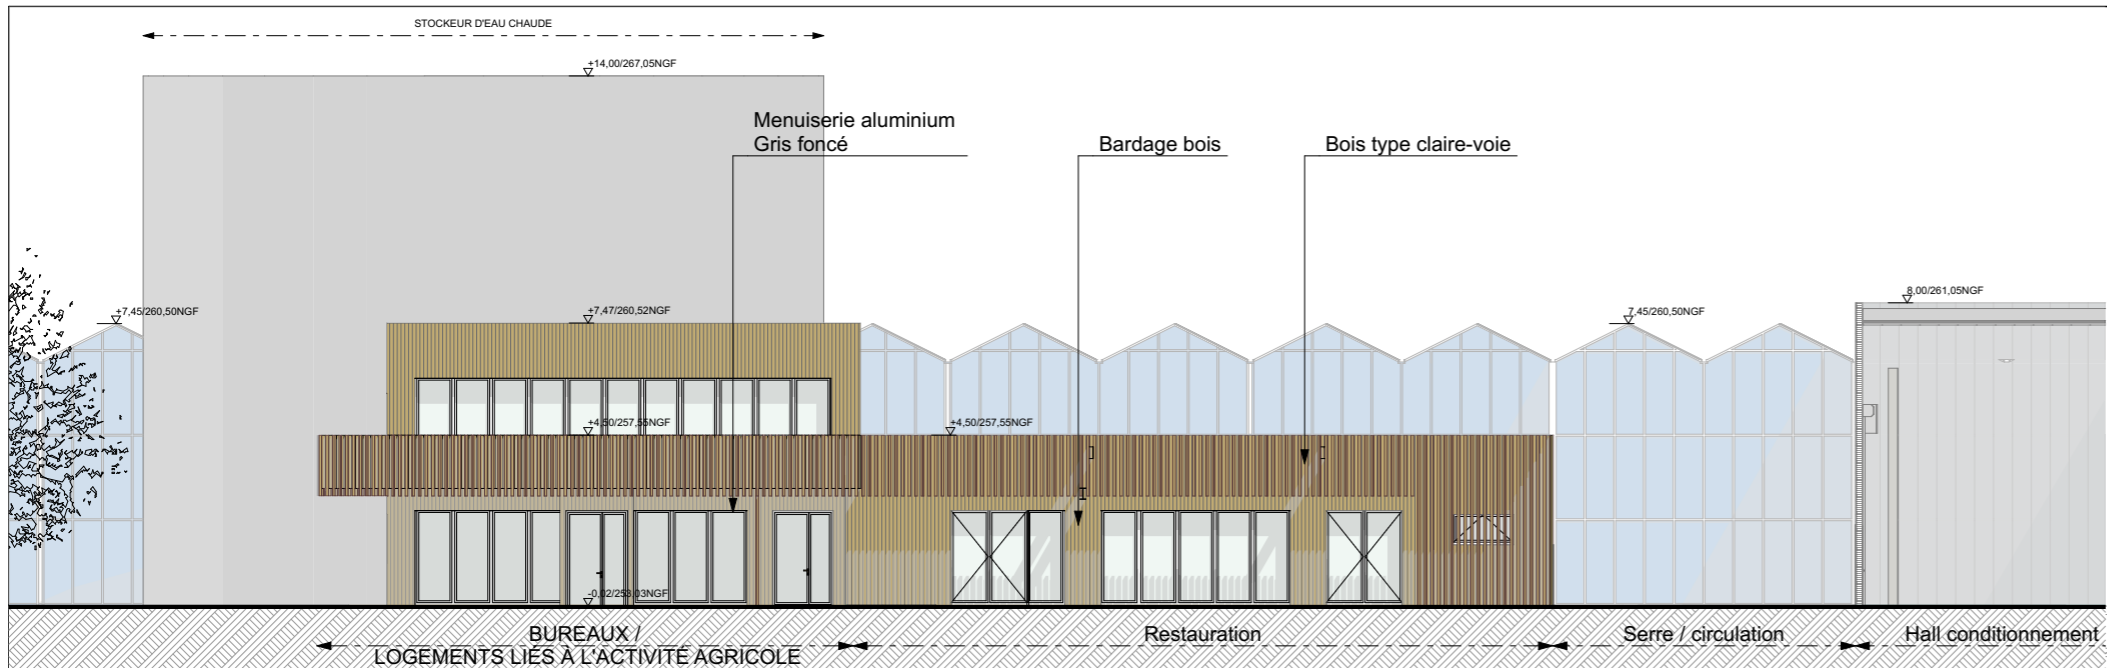 STOCKEUR D'EAU CHAUDE
+14,00/267,05NGF
Menuiserie aluminium
Gris foncé
Bardage bois
Bois type claire-voie
8,00/261,05NGF
+7,45/260,50NGF
+7,47/260,52NGF
7,45/260,50NGF
+4,50/257,55NGF
+4,50/257,55NGF
-0,02/253,03NGF
BUREAUX /
LOGEMENTS LIÉS À L'ACTIVITÉ AGRICOLE
Restauration
Serre / circulation
Hall conditionnement